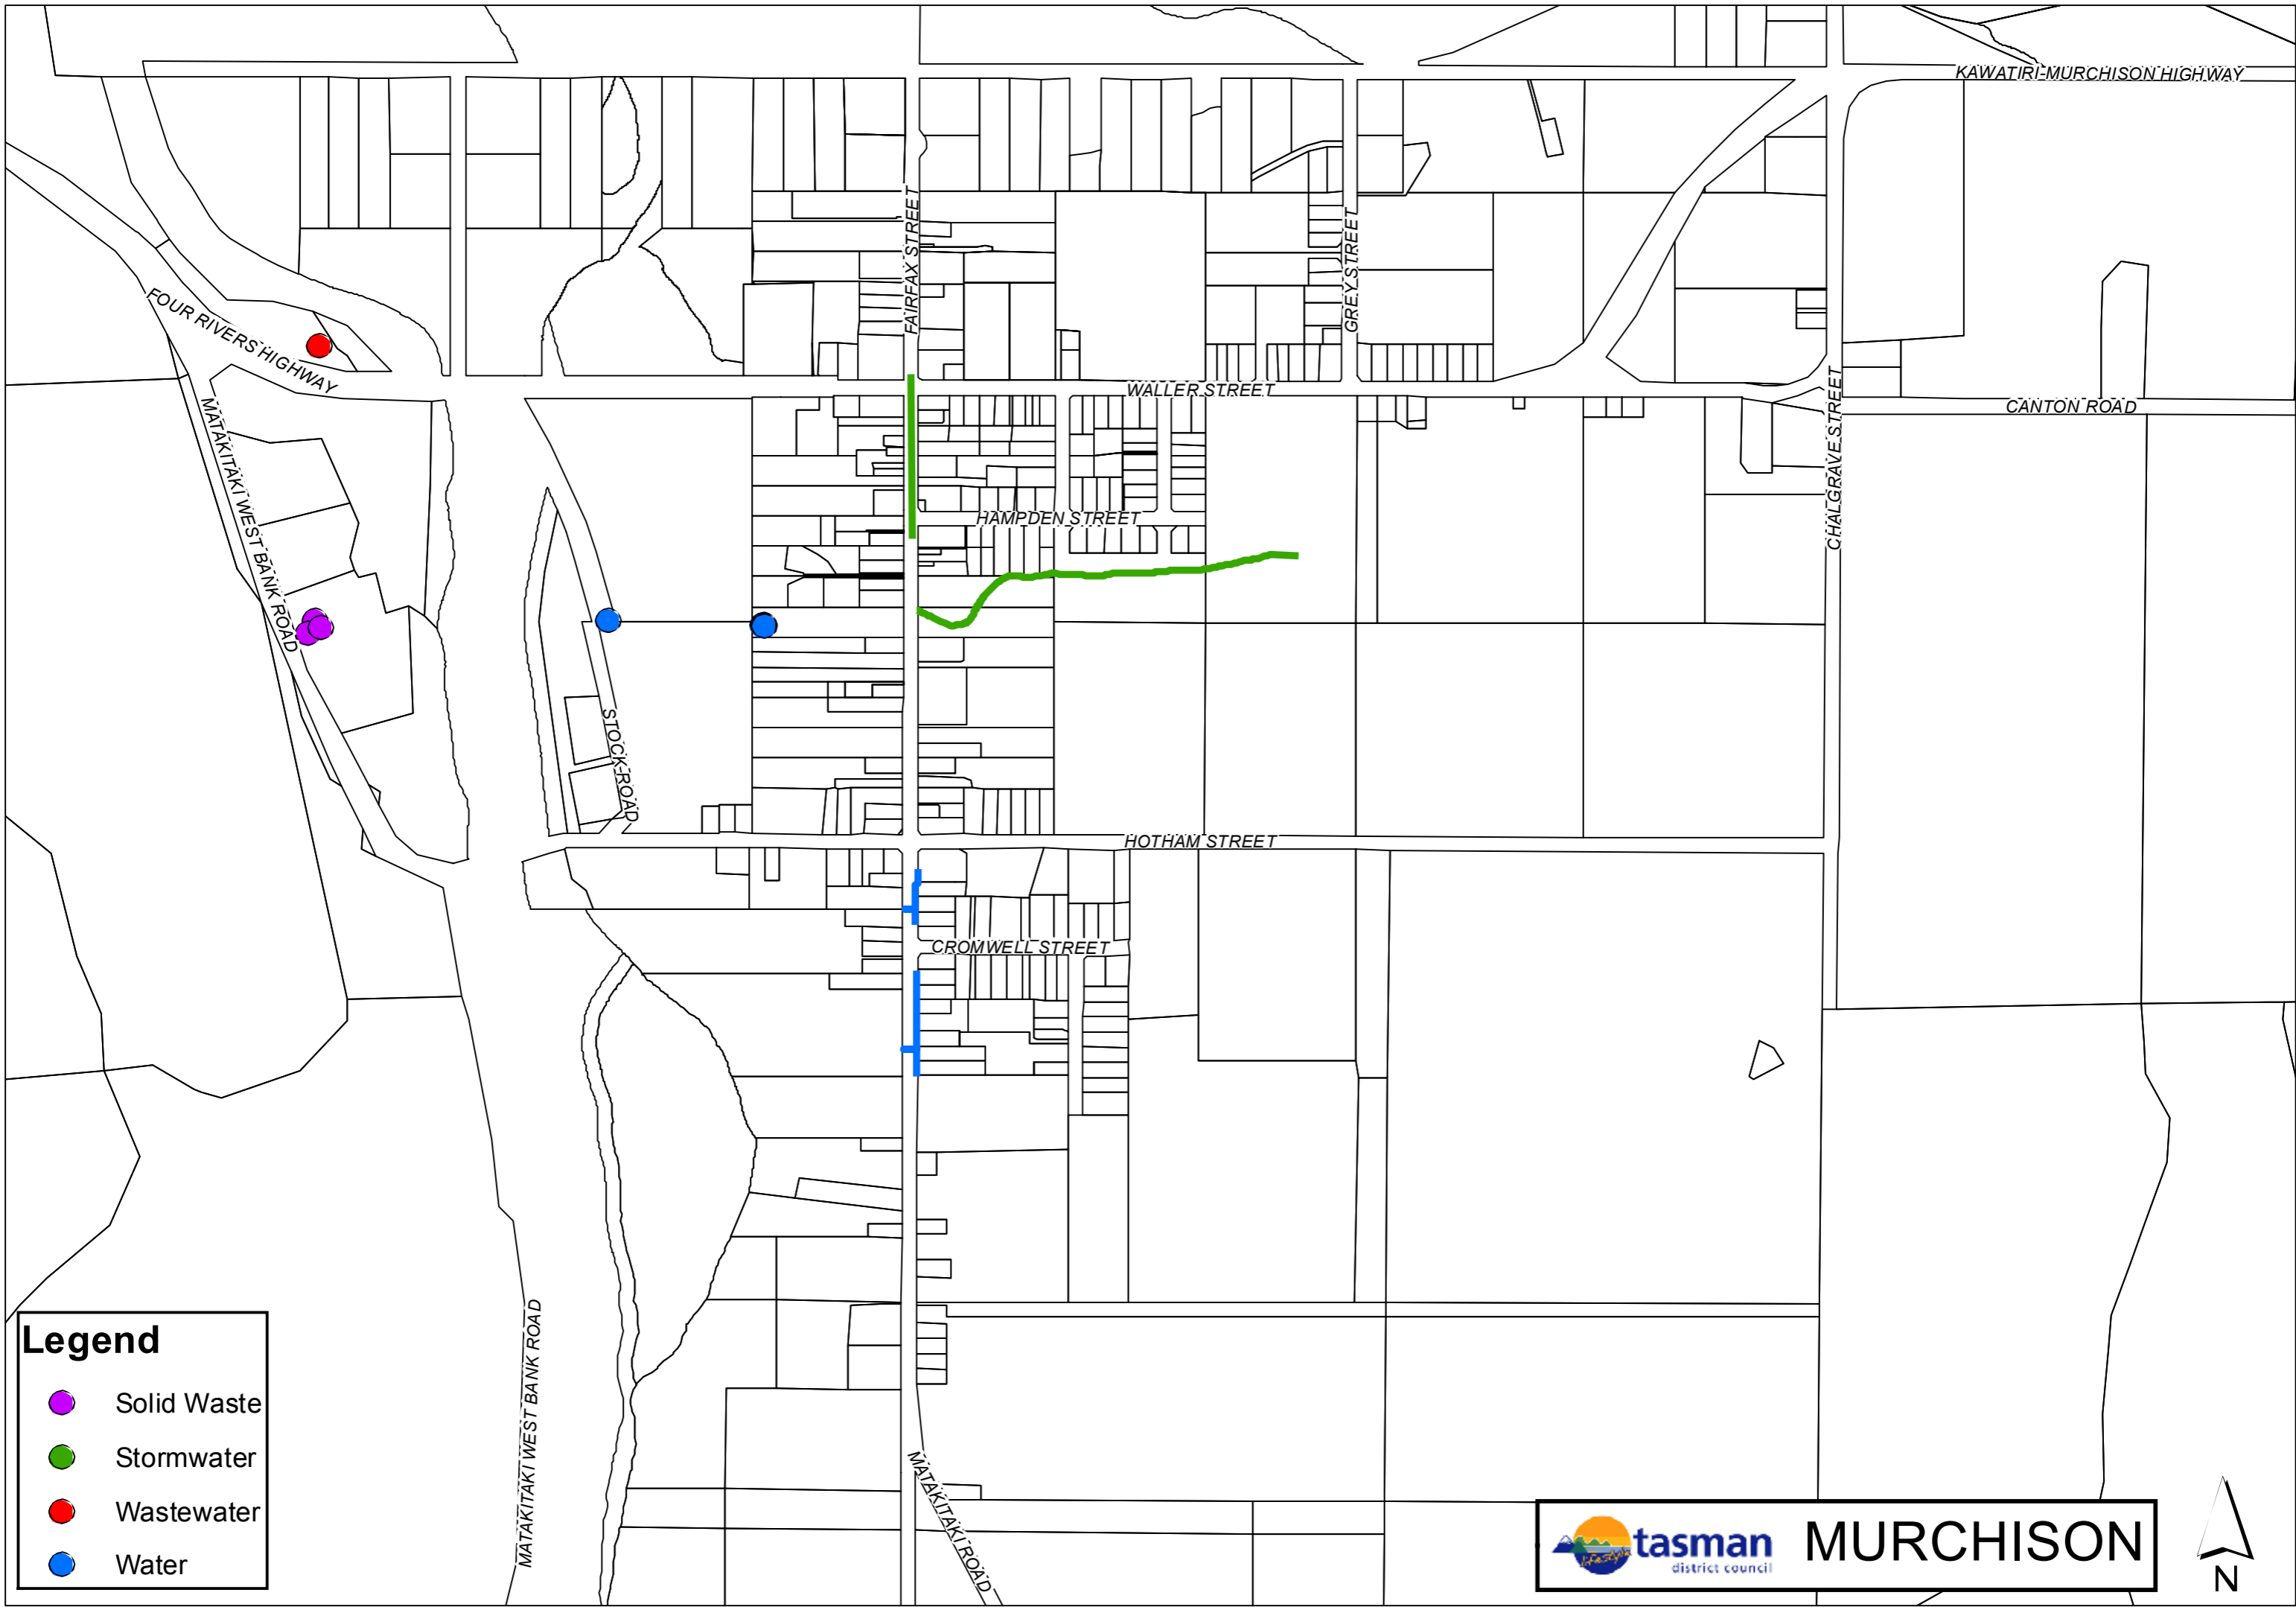 KAWATIRI-MURCHISON HIGHWAY
FAIRFAX STREET
GREY STREET
FOUR RIVERS HIGHWAY
WALLER STREET
CANTON ROAD
MATAKITAKI WEST BANK ROAD
CHALGRAVE STREET
HAMPDEN STREET
STOCK ROAD
HOTHAM STREET
CROMWELL STREET
MATAKITAKI WEST BANK ROAD
MATAKITAKI ROAD
Legend
Solid Waste
Stormwater
Wastewater
Water
tasman
district council
MURCHISON
N